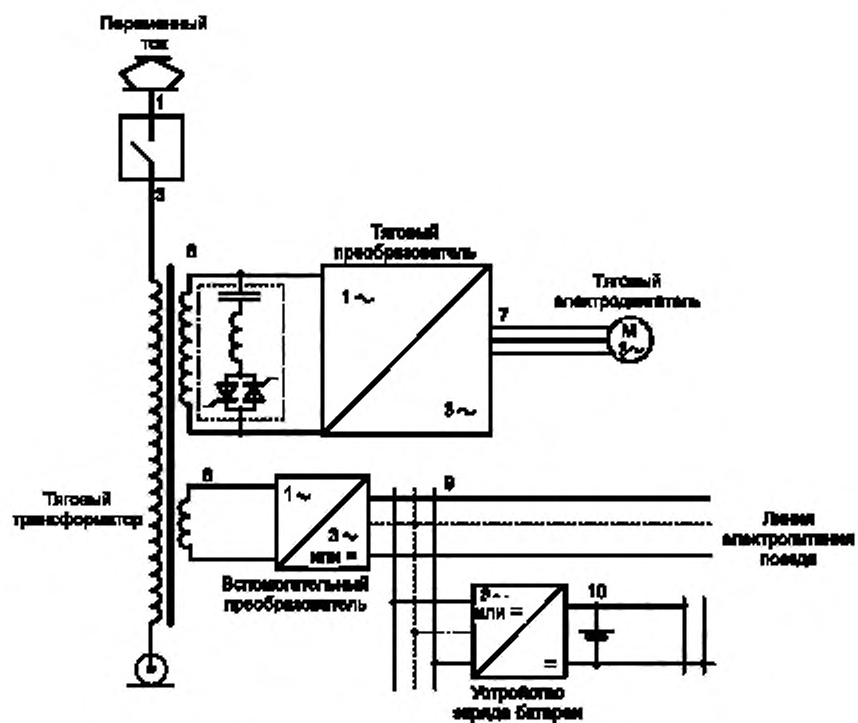 Переменный
ток
1
3
Тяговый
преобразователь
6
1 ~
3 ~
7
Тяговый
электродвигатель
M
3 ~
Тяговый
трансформатор
8
1 ~
3 ~
или =
Вспомогательный
преобразователь
9
Линия
электропитания
поезда
3 ~
или =
=
10
Устройство
заряда батареи